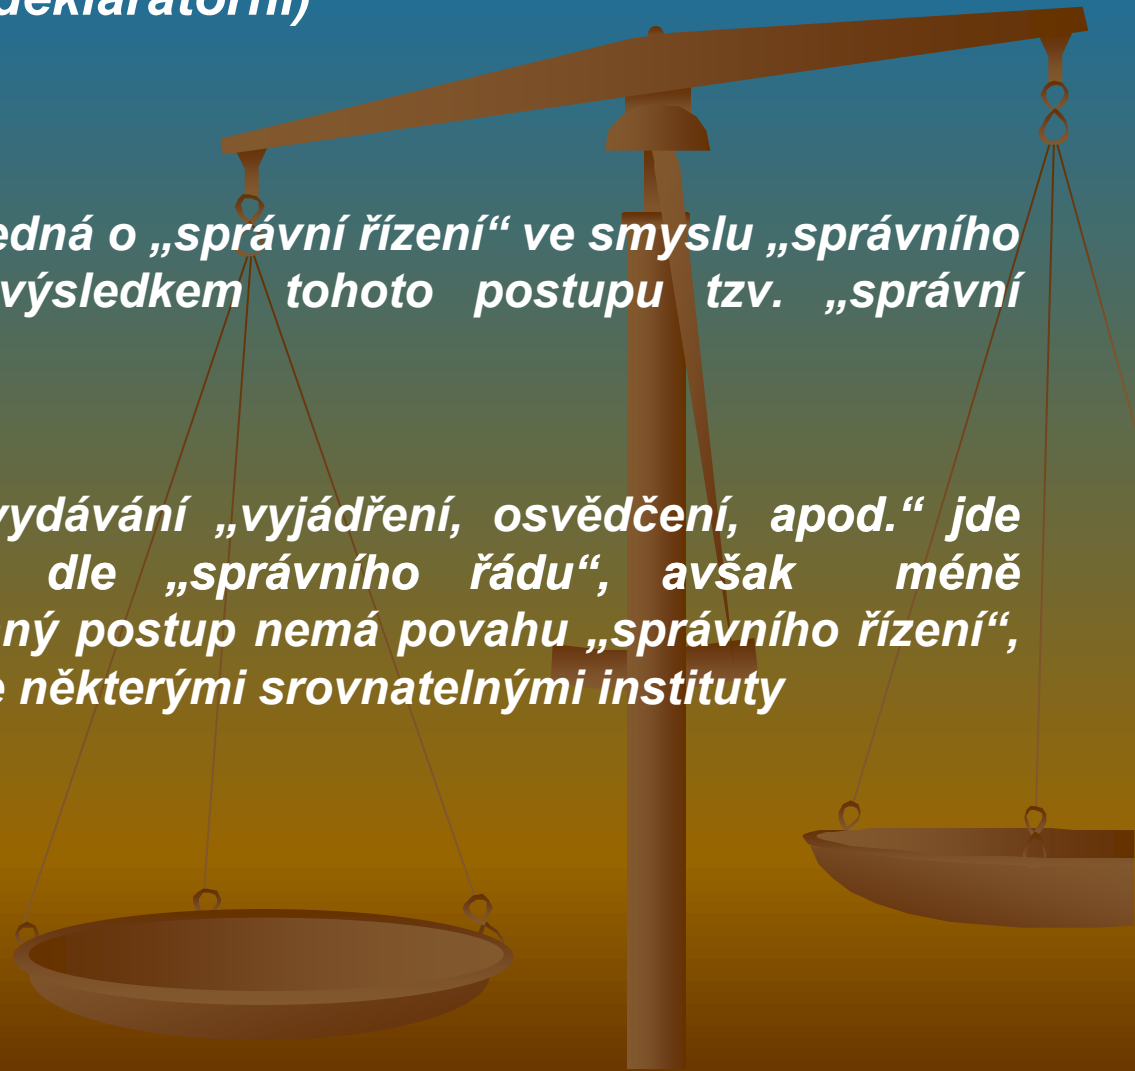 deklaratorní)
jedná o „správní řízení“ ve smyslu „správního
výsledkem tohoto postupu tzv. „správní
vydávání „vyjádření, osvědčení, apod.“ jde
dle „správního řádu“, avšak méně
ný postup nemá povahu „správního řízení“,
některými srovnatelnými instituty